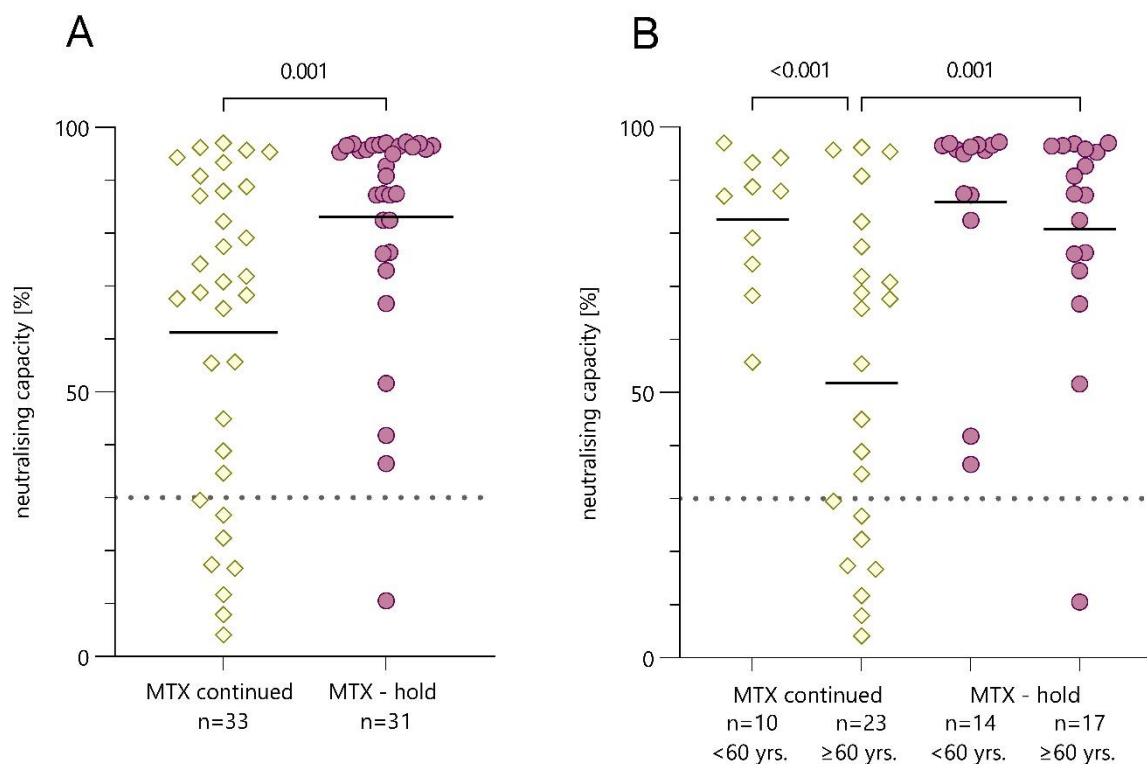 A
0.001
100
50
0
neutralising capacity [%]
MTX continued
n=33
MTX - hold
n=31
B
<0.001
0.001
100
50
0
neutralising capacity [%]
MTX continued
MTX - hold
n=10
n=23
n=14
n=17
<60 yrs.
≥60 yrs.
<60 yrs.
≥60 yrs.